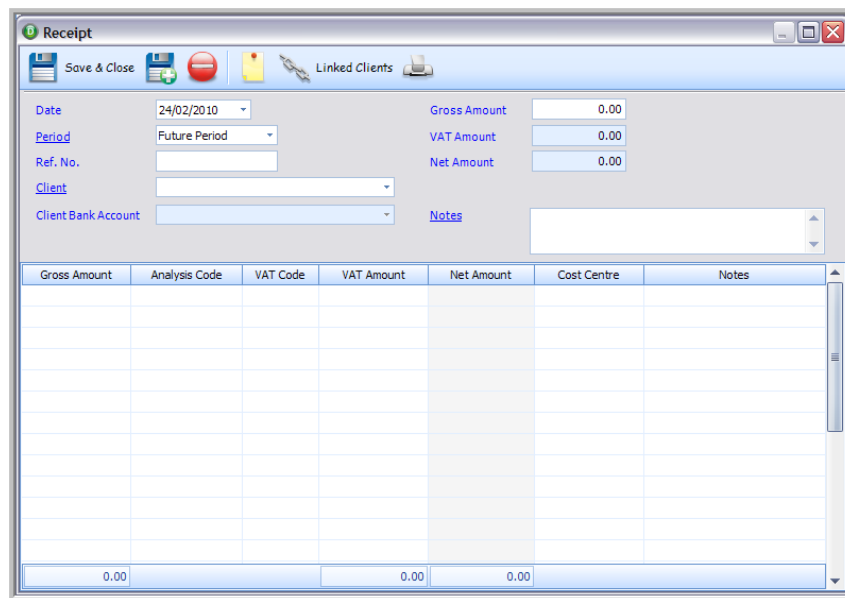 Receipt
Save & Close Linked Clients
Date 24/02/2010 Gross Amount 0.00
Period Future Period VAT Amount 0.00
Ref. No. Net Amount 0.00
Client
Client Bank Account Notes
Gross Amount Analysis Code VAT Code VAT Amount Net Amount Cost Centre Notes
0.00 0.00 0.00